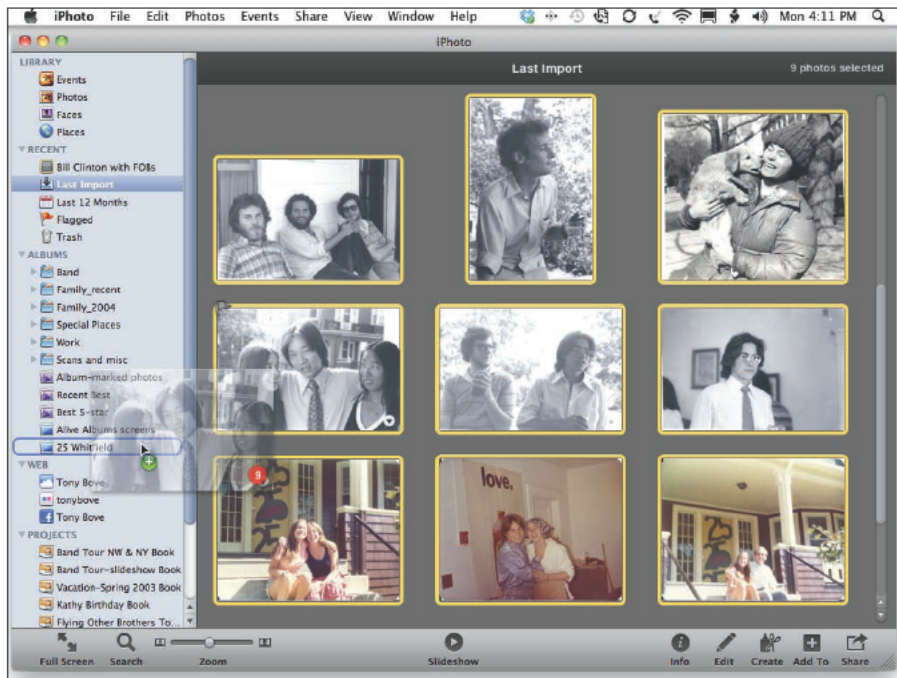 iPhoto File Edit Photos Events Share View Window Help Mon 4:11 PM
iPhoto
LIBRARY
Events
Photos
Faces
Places
RECENT
Bill Clinton with FOBs
Last Import
Last 12 Months
Flagged
Trash
ALBUMS
Band
Family_recent
Family_2004
Special Places
Work
Scans and misc
Album-marked photos
Recent Best
Best 5-star
Alive Albums screens
25 Whitfield
WEB
Tony Bove
tonybove
Tony Bove
PROJECTS
Band Tour NW & NY Book
Band Tour-slideshow Book
Vacation-Spring 2003 Book
Kathy Birthday Book
Flying Other Brothers To...
Last Import
9 photos selected
love.
9
Full Screen Search Zoom Slideshow Info Edit Create Add To Share